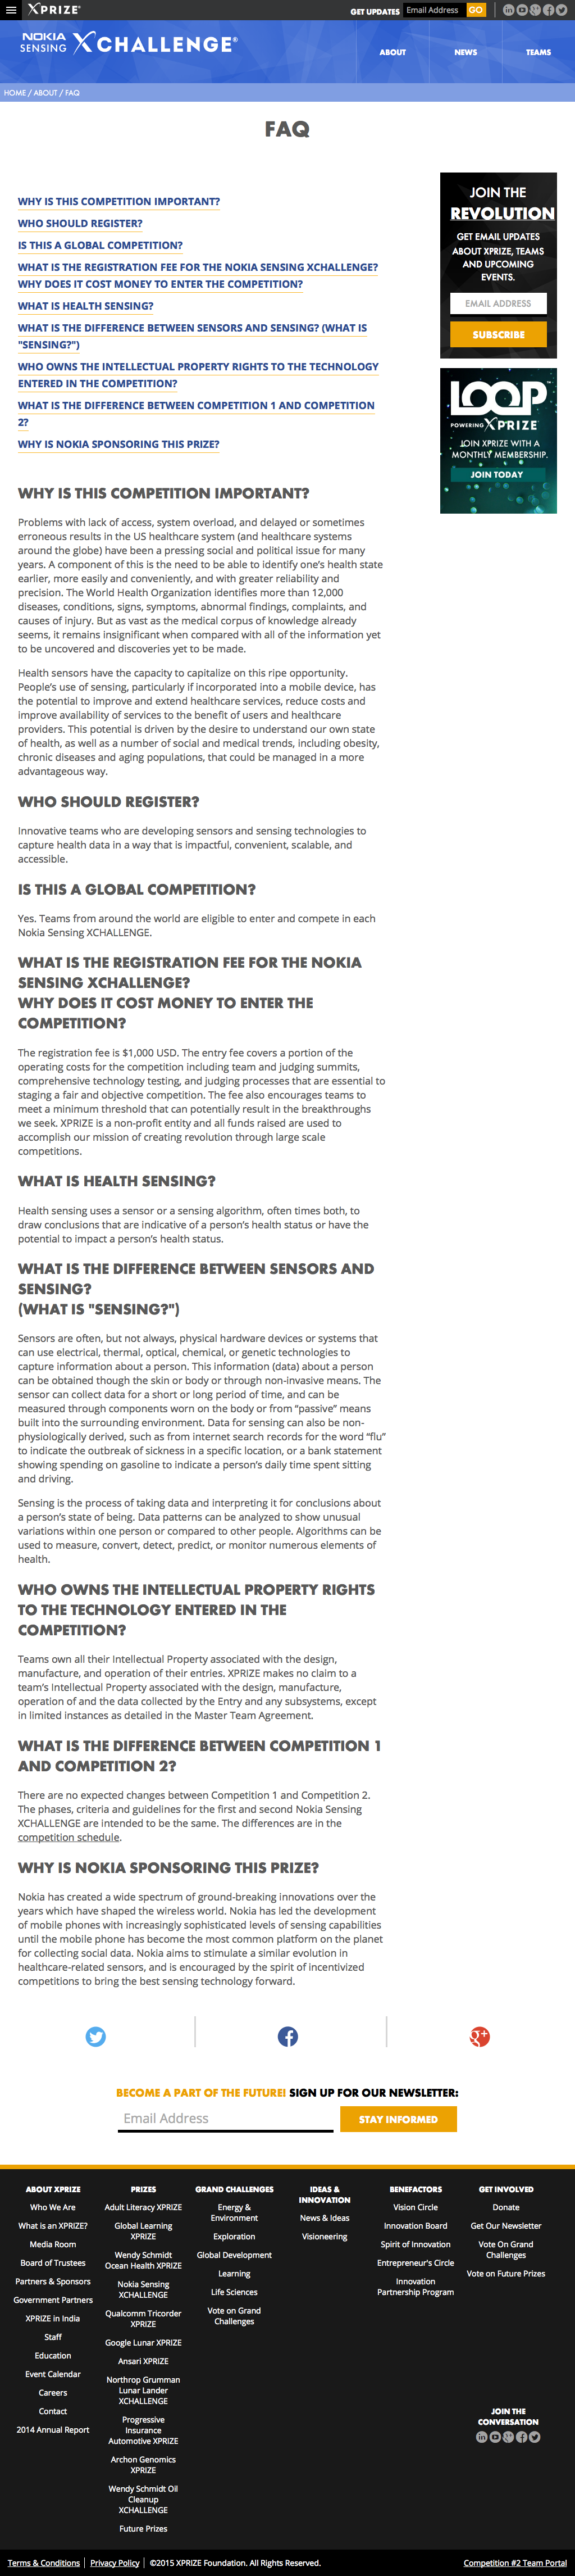 XPRIZE®
GET UPDATES Email Address GO
NOKIA SENSING XCHALLENGE®
ABOUT NEWS TEAMS
HOME / ABOUT / FAQ
FAQ
WHY IS THIS COMPETITION IMPORTANT?
WHO SHOULD REGISTER?
IS THIS A GLOBAL COMPETITION?
WHAT IS THE REGISTRATION FEE FOR THE NOKIA SENSING XCHALLENGE?
WHY DOES IT COST MONEY TO ENTER THE COMPETITION?
WHAT IS HEALTH SENSING?
WHAT IS THE DIFFERENCE BETWEEN SENSORS AND SENSING? (WHAT IS
"SENSING?")
WHO OWNS THE INTELLECTUAL PROPERTY RIGHTS TO THE TECHNOLOGY
ENTERED IN THE COMPETITION?
WHAT IS THE DIFFERENCE BETWEEN COMPETITION 1 AND COMPETITION
2?
WHY IS NOKIA SPONSORING THIS PRIZE?
JOIN THE
REVOLUTION
GET EMAIL UPDATES
ABOUT XPRIZE, TEAMS
AND UPCOMING
EVENTS.
EMAIL ADDRESS
SUBSCRIBE
LOOP
POWERING XPRIZE
JOIN XPRIZE WITH A
MONTHLY MEMBERSHIP.
JOIN TODAY
WHY IS THIS COMPETITION IMPORTANT?
Problems with lack of access, system overload, and delayed or sometimes
erroneous results in the US healthcare system (and healthcare systems
around the globe) have been a pressing social and political issue for many
years. A component of this is the need to be able to identify one’s health state
earlier, more easily and conveniently, and with greater reliability and
precision. The World Health Organization identifies more than 12,000
diseases, conditions, signs, symptoms, abnormal findings, complaints, and
causes of injury. But as vast as the medical corpus of knowledge already
seems, it remains insignificant when compared with all of the information yet
to be uncovered and discoveries yet to be made.
Health sensors have the capacity to capitalize on this ripe opportunity.
People’s use of sensing, particularly if incorporated into a mobile device, has
the potential to improve and extend healthcare services, reduce costs and
improve availability of services to the benefit of users and healthcare
providers. This potential is driven by the desire to understand our own state
of health, as well as a number of social and medical trends, including obesity,
chronic diseases and aging populations, that could be managed in a more
advantageous way.
WHO SHOULD REGISTER?
Innovative teams who are developing sensors and sensing technologies to
capture health data in a way that is impactful, convenient, scalable, and
accessible.
IS THIS A GLOBAL COMPETITION?
Yes. Teams from around the world are eligible to enter and compete in each
Nokia Sensing XCHALLENGE.
WHAT IS THE REGISTRATION FEE FOR THE NOKIA
SENSING XCHALLENGE?
WHY DOES IT COST MONEY TO ENTER THE
COMPETITION?
The registration fee is $1,000 USD. The entry fee covers a portion of the
operating costs for the competition including team and judging summits,
comprehensive technology testing, and judging processes that are essential to
staging a fair and objective competition. The fee also encourages teams to
meet a minimum threshold that can potentially result in the breakthroughs
we seek. XPRIZE is a non-profit entity and all funds raised are used to
accomplish our mission of creating revolution through large scale
competitions.
WHAT IS HEALTH SENSING?
Health sensing uses a sensor or a sensing algorithm, often times both, to
draw conclusions that are indicative of a person’s health status or have the
potential to impact a person’s health status.
WHAT IS THE DIFFERENCE BETWEEN SENSORS AND
SENSING?
(WHAT IS "SENSING?")
Sensors are often, but not always, physical hardware devices or systems that
can use electrical, thermal, optical, chemical, or genetic technologies to
capture information about a person. This information (data) about a person
can be obtained though the skin or body or through non-invasive means. The
sensor can collect data for a short or long period of time, and can be
measured through components worn on the body or from “passive” means
built into the surrounding environment. Data for sensing can also be non-
physiologically derived, such as from internet search records for the word “flu”
to indicate the outbreak of sickness in a specific location, or a bank statement
showing spending on gasoline to indicate a person’s daily time spent sitting
and driving.
Sensing is the process of taking data and interpreting it for conclusions about
a person’s state of being. Data patterns can be analyzed to show unusual
variations within one person or compared to other people. Algorithms can be
used to measure, convert, detect, predict, or monitor numerous elements of
health.
WHO OWNS THE INTELLECTUAL PROPERTY RIGHTS
TO THE TECHNOLOGY ENTERED IN THE
COMPETITION?
Teams own all their Intellectual Property associated with the design,
manufacture, and operation of their entries. XPRIZE makes no claim to a
team’s Intellectual Property associated with the design, manufacture,
operation of and the data collected by the Entry and any subsystems, except
in limited instances as detailed in the Master Team Agreement.
WHAT IS THE DIFFERENCE BETWEEN COMPETITION 1
AND COMPETITION 2?
There are no expected changes between Competition 1 and Competition 2.
The phases, criteria and guidelines for the first and second Nokia Sensing
XCHALLENGE are intended to be the same. The differences are in the
competition schedule.
WHY IS NOKIA SPONSORING THIS PRIZE?
Nokia has created a wide spectrum of ground-breaking innovations over the
years which have shaped the wireless world. Nokia has led the development
of mobile phones with increasingly sophisticated levels of sensing capabilities
until the mobile phone has become the most common platform on the planet
for collecting social data. Nokia aims to stimulate a similar evolution in
healthcare-related sensors, and is encouraged by the spirit of incentivized
competitions to bring the best sensing technology forward.
BECOME A PART OF THE FUTURE! SIGN UP FOR OUR NEWSLETTER:
Email Address STAY INFORMED
ABOUT XPRIZE
Who We Are
What is an XPRIZE?
Media Room
Board of Trustees
Partners & Sponsors
Government Partners
XPRIZE in India
Staff
Education
Event Calendar
Careers
Contact
2014 Annual Report
PRIZES
Adult Literacy XPRIZE
Global Learning
XPRIZE
Wendy Schmidt
Ocean Health XPRIZE
Nokia Sensing
XCHALLENGE
Qualcomm Tricorder
XPRIZE
Google Lunar XPRIZE
Ansari XPRIZE
Northrop Grumman
Lunar Lander
XCHALLENGE
Progressive
Insurance
Automotive XPRIZE
Archon Genomics
XPRIZE
Wendy Schmidt Oil
Cleanup
XCHALLENGE
Future Prizes
GRAND CHALLENGES
Energy &
Environment
Exploration
Global Development
Learning
Life Sciences
Vote on Grand
Challenges
IDEAS &
INNOVATION
News & Ideas
Visioneering
BENEFACTORS
Vision Circle
Innovation Board
Spirit of Innovation
Entrepreneur's Circle
Innovation
Partnership Program
GET INVOLVED
Donate
Get Our Newsletter
Vote On Grand
Challenges
Vote on Future Prizes
JOIN THE
CONVERSATION
Terms & Conditions Privacy Policy ©2015 XPRIZE Foundation. All Rights Reserved. Competition #2 Team Portal